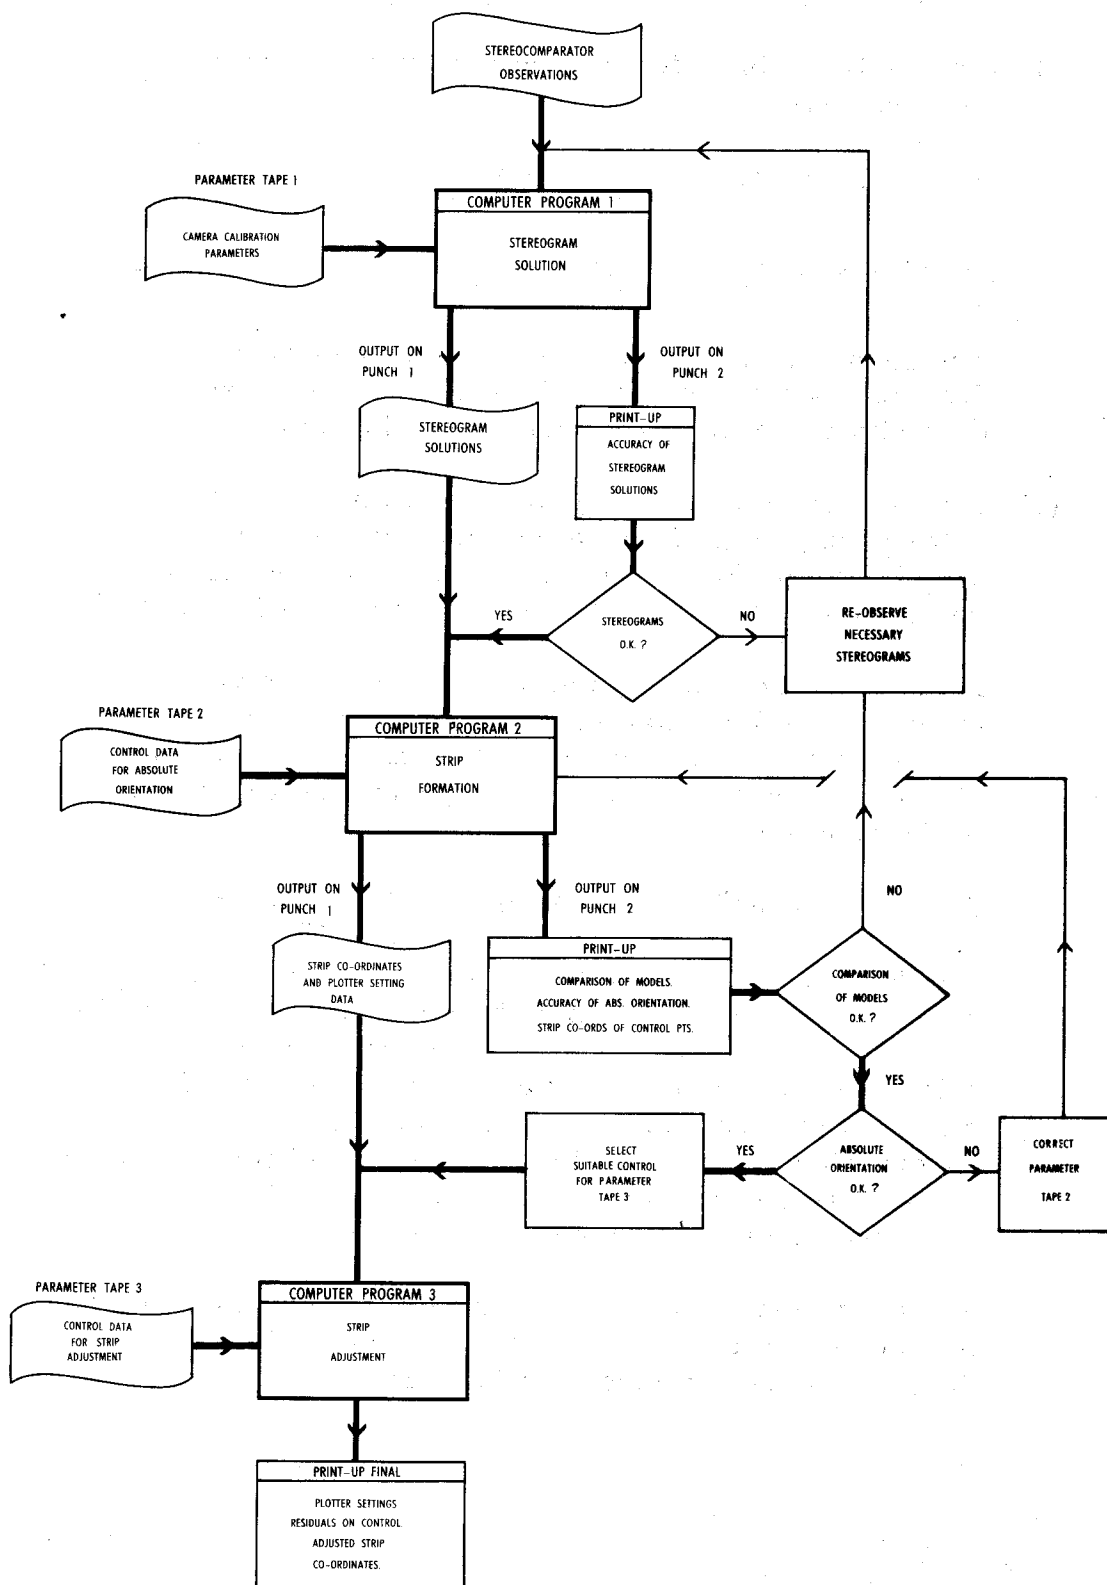 STEREOCOMPARATOR
OBSERVATIONS
PARAMETER TAPE 1
CAMERA CALIBRATION
PARAMETERS
COMPUTER PROGRAM 1
STEREOGRAM
SOLUTION
OUTPUT ON
PUNCH 1
OUTPUT ON
PUNCH 2
STEREOGRAM
SOLUTIONS
PRINT-UP
ACCURACY OF
STEREOGRAM
SOLUTIONS
YES
STEREOGRAMS
O.K. ?
NO
RE-OBSERVE
NECESSARY
STEREOGRAMS
PARAMETER TAPE 2
CONTROL DATA
FOR ABSOLUTE
ORIENTATION
COMPUTER PROGRAM 2
STRIP
FORMATION
OUTPUT ON
PUNCH 1
OUTPUT ON
PUNCH 2
NO
STRIP CO-ORDINATES
AND PLOTTER SETTING
DATA
PRINT-UP
COMPARISON OF MODELS.
ACCURACY OF ABS. ORIENTATION.
STRIP CO-ORDS OF CONTROL PTS.
COMPARISON
OF MODELS
O.K. ?
YES
SELECT
SUITABLE CONTROL
FOR PARAMETER
TAPE 3
YES
ABSOLUTE
ORIENTATION
O.K. ?
NO
CORRECT
PARAMETER
TAPE 2
PARAMETER TAPE 3
CONTROL DATA
FOR STRIP
ADJUSTMENT
COMPUTER PROGRAM 3
STRIP
ADJUSTMENT
PRINT-UP FINAL
PLOTTER SETTINGS
RESIDUALS ON CONTROL.
ADJUSTED STRIP
CO-ORDINATES.